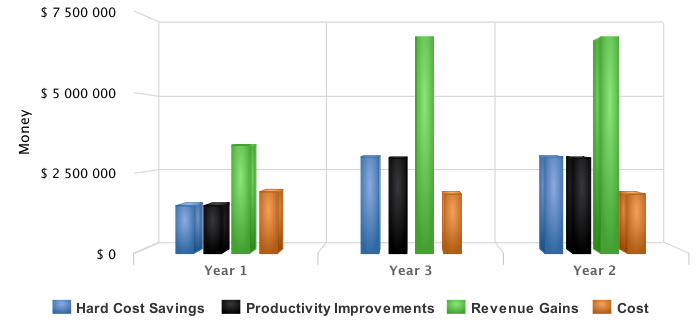 $ 7 500 000
$ 5 000 000
Money
$ 2 500 000
$ 0
Year 1 Year 3 Year 2
Hard Cost Savings Productivity Improvements Revenue Gains Cost